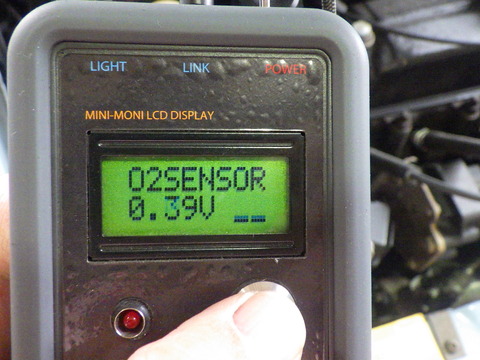 LIGHT LINK POWER
MINI-MONI LCD DISPLAY
O2SENSOR
0.39V